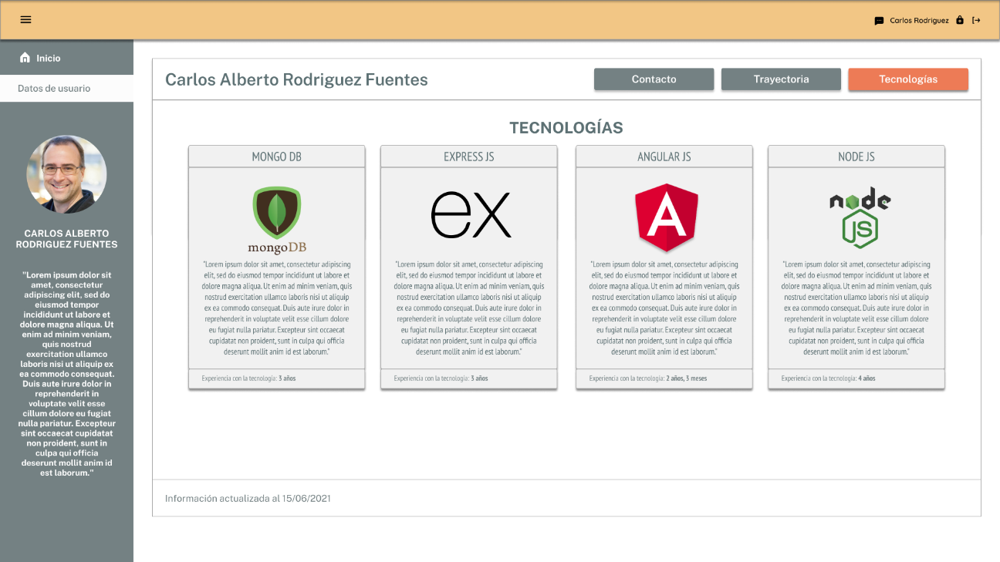 Carlos Rodriguez
Inicio
Datos de usuario
CARLOS ALBERTO
RODRIGUEZ FUENTES
"Lorem ipsum dolor sit
amet, consectetur
adipiscing elit, sed do
eiusmod tempor
incididunt ut labore et
dolore magna aliqua. Ut
enim ad minim veniam,
quis nostrud
exercitation ullamco
laboris nisi ut aliquip ex
ea commodo consequat.
Duis aute irure dolor in
reprehenderit in
voluptate velit esse
cillum dolore eu fugiat
nulla pariatur. Excepteur
sint occaecat cupidatat
non proident, sunt in
culpa qui officia
deserunt mollit anim id
est laborum."
Carlos Alberto Rodriguez Fuentes
Contacto
Trayectoria
Tecnologías
TECNOLOGÍAS
MONGO DB
mongoDB
"Lorem ipsum dolor sit amet, consectetur adipiscing
elit, sed do eiusmod tempor incididunt ut labore et
dolore magna aliqua. Ut enim ad minim veniam, quis
nostrud exercitation ullamco laboris nisi ut aliquip
ex ea commodo consequat. Duis aute irure dolor in
reprehenderit in voluptate velit esse cillum dolore
eu fugiat nulla pariatur. Excepteur sint occaecat
cupidatat non proident, sunt in culpa qui officia
deserunt mollit anim id est laborum."
Experiencia con la tecnología: 3 años
EXPRESS JS
ex
"Lorem ipsum dolor sit amet, consectetur adipiscing
elit, sed do eiusmod tempor incididunt ut labore et
dolore magna aliqua. Ut enim ad minim veniam, quis
nostrud exercitation ullamco laboris nisi ut aliquip
ex ea commodo consequat. Duis aute irure dolor in
reprehenderit in voluptate velit esse cillum dolore
eu fugiat nulla pariatur. Excepteur sint occaecat
cupidatat non proident, sunt in culpa qui officia
deserunt mollit anim id est laborum."
Experiencia con la tecnología: 3 años
ANGULAR JS
A
"Lorem ipsum dolor sit amet, consectetur adipiscing
elit, sed do eiusmod tempor incididunt ut labore et
dolore magna aliqua. Ut enim ad minim veniam, quis
nostrud exercitation ullamco laboris nisi ut aliquip
ex ea commodo consequat. Duis aute irure dolor in
reprehenderit in voluptate velit esse cillum dolore
eu fugiat nulla pariatur. Excepteur sint occaecat
cupidatat non proident, sunt in culpa qui officia
deserunt mollit anim id est laborum."
Experiencia con la tecnología: 2 años, 3 meses
NODE JS
node
JS
"Lorem ipsum dolor sit amet, consectetur adipiscing
elit, sed do eiusmod tempor incididunt ut labore et
dolore magna aliqua. Ut enim ad minim veniam, quis
nostrud exercitation ullamco laboris nisi ut aliquip
ex ea commodo consequat. Duis aute irure dolor in
reprehenderit in voluptate velit esse cillum dolore
eu fugiat nulla pariatur. Excepteur sint occaecat
cupidatat non proident, sunt in culpa qui officia
deserunt mollit anim id est laborum."
Experiencia con la tecnología: 4 años
Información actualizada al 15/06/2021